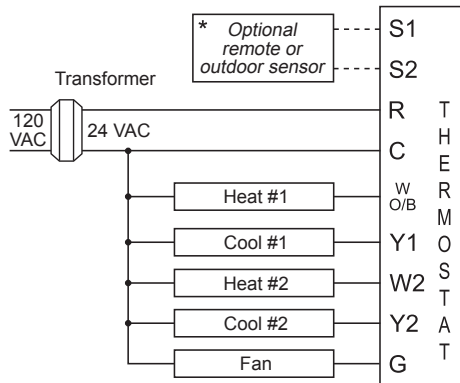 * Optional
remote or
outdoor sensor
S1
S2
Transformer
120
VAC
24 VAC
R
C
Heat #1
W
O/B
Cool #1
Y1
Heat #2
W2
Cool #2
Y2
Fan
G
THERMOSTAT